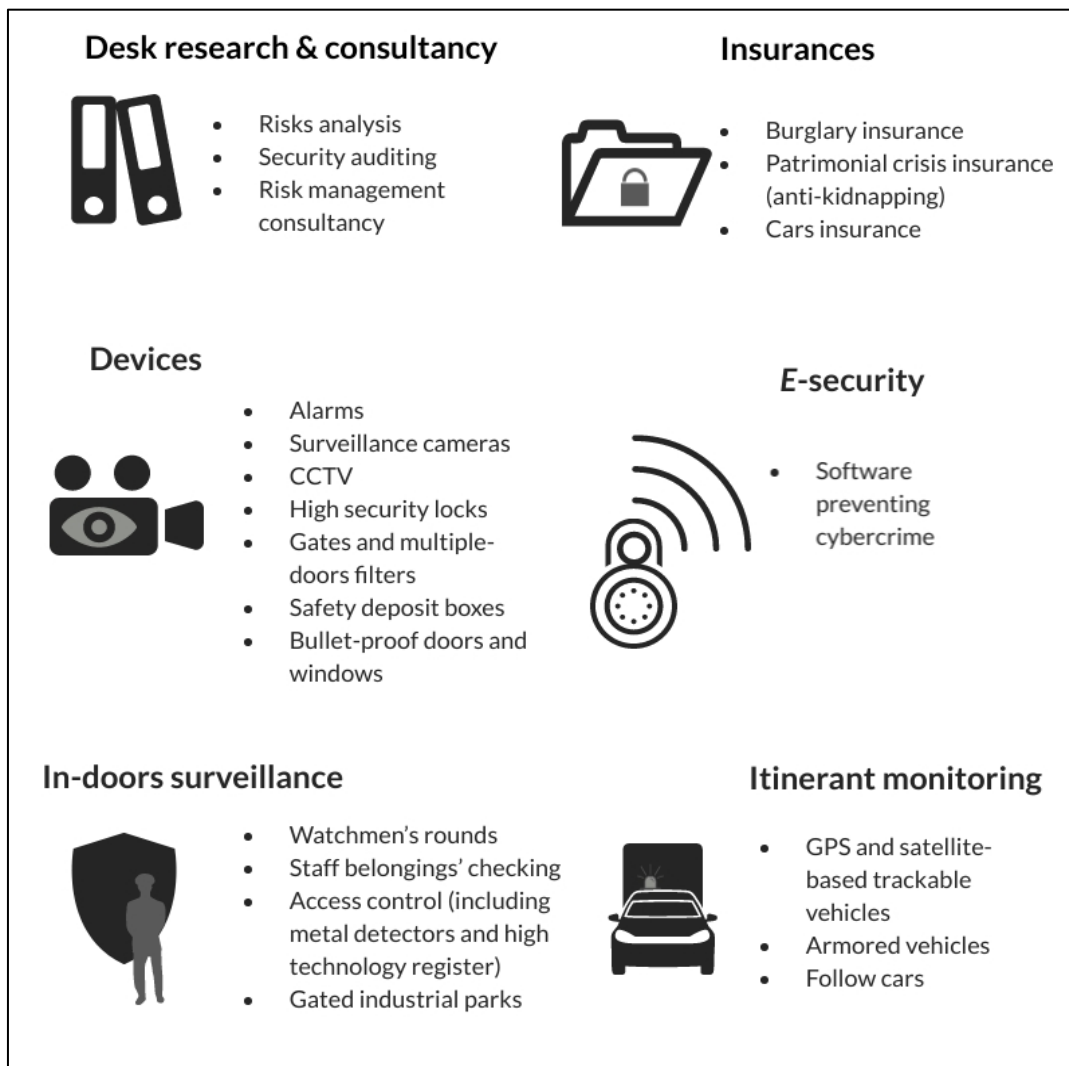 Desk research & consultancy
• Risks analysis
• Security auditing
• Risk management
consultancy
Insurances
• Burglary insurance
• Patrimonial crisis insurance
(anti-kidnapping)
• Cars insurance
Devices
• Alarms
• Surveillance cameras
• CCTV
• High security locks
• Gates and multiple-
doors filters
• Safety deposit boxes
• Bullet-proof doors and
windows
E-security
• Software
preventing
cybercrime
In-doors surveillance
• Watchmen's rounds
• Staff belongings' checking
• Access control (including
metal detectors and high
technology register)
• Gated industrial parks
Itinerant monitoring
• GPS and satellite-
based trackable
vehicles
• Armored vehicles
• Follow cars